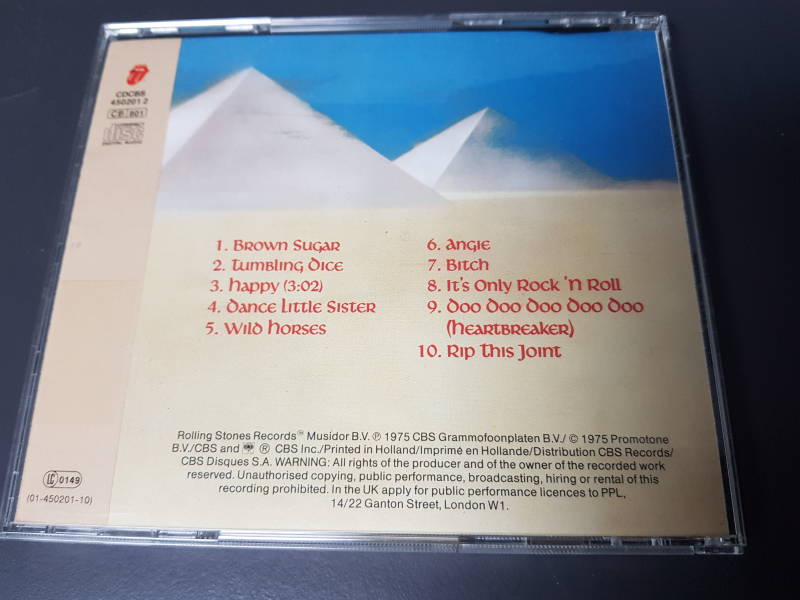 CDCBS
450201 2
CB 801
COMPACT
disc
DIGITAL AUDIO
1. Brown Sugar
2. Tumbling Dice
3. Happy (3:02)
4. Dance Little Sister
5. Wild Horses
6. Angie
7. Bitch
8. It's Only Rock 'N Roll
9. Doo Doo Doo Doo Doo
(Heartbreaker)
10. Rip This Joint
Rolling Stones Records™ Musidor B.V. ℗ 1975 CBS Grammofoonplaten B.V./ © 1975 Promotone
B.V./CBS and ® CBS Inc./Printed in Holland/Imprimé en Hollande/Distribution CBS Records/
CBS Disques S.A. WARNING: All rights of the producer and of the owner of the recorded work
reserved. Unauthorised copying, public performance, broadcasting, hiring or rental of this
recording prohibited. In the UK apply for public performance licences to PPL,
14/22 Ganton Street, London W1.
LC 0149
(01-450201-10)